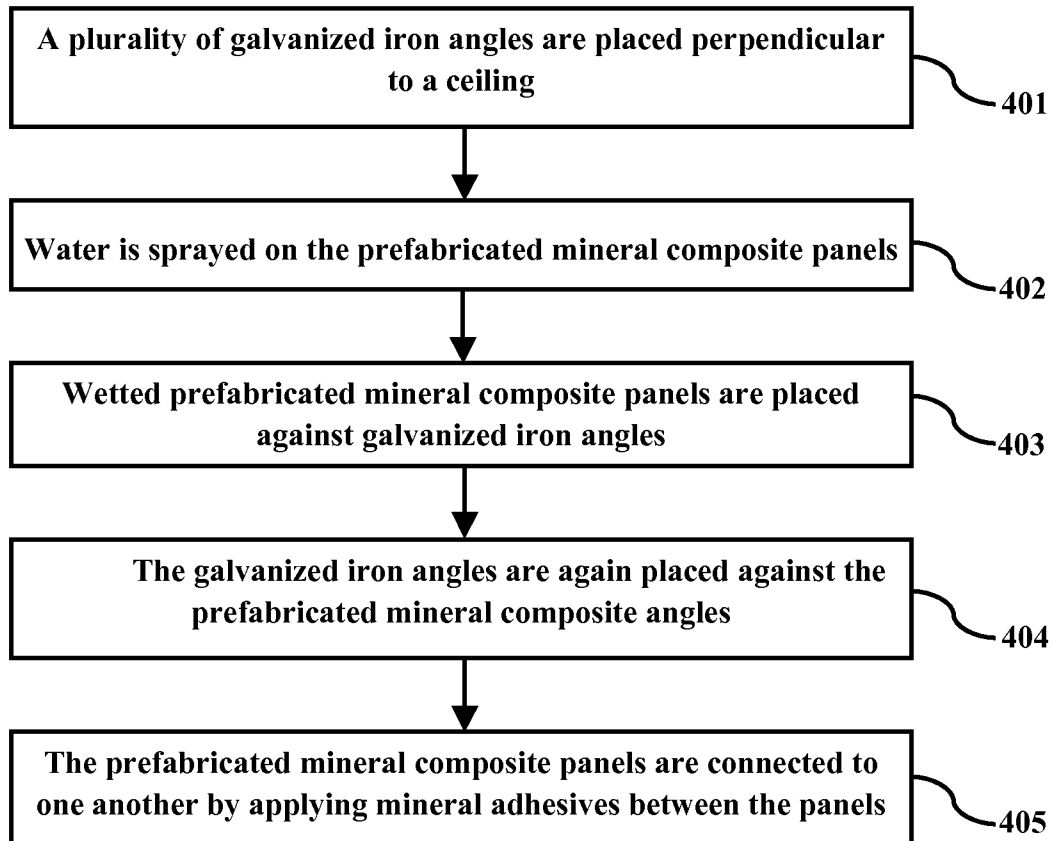 A plurality of galvanized iron angles are placed perpendicular
to a ceiling
401
Water is sprayed on the prefabricated mineral composite panels
402
Wetted prefabricated mineral composite panels are placed
against galvanized iron angles
403
The galvanized iron angles are again placed against the
prefabricated mineral composite angles
404
The prefabricated mineral composite panels are connected to
one another by applying mineral adhesives between the panels
405